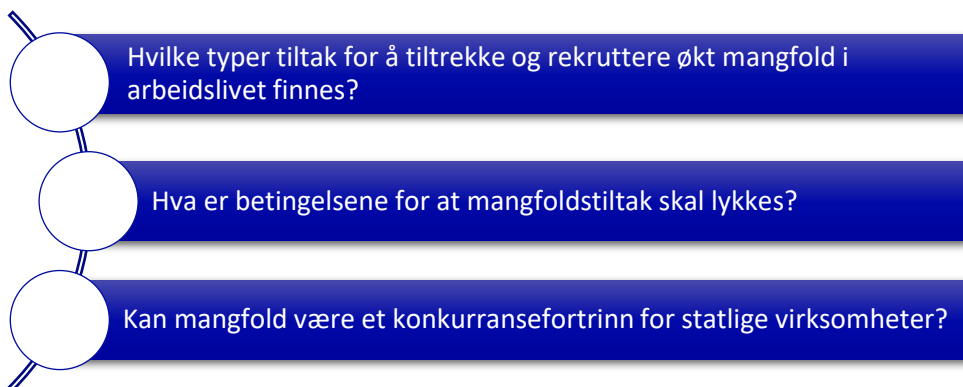 Hvilke typer tiltak for å tiltrekke og rekruttere økt mangfold i
arbeidslivet finnes?
Hva er betingelsene for at mangfoldstiltak skal lykkes?
Kan mangfold være et konkurransefortrinn for statlige virksomheter?